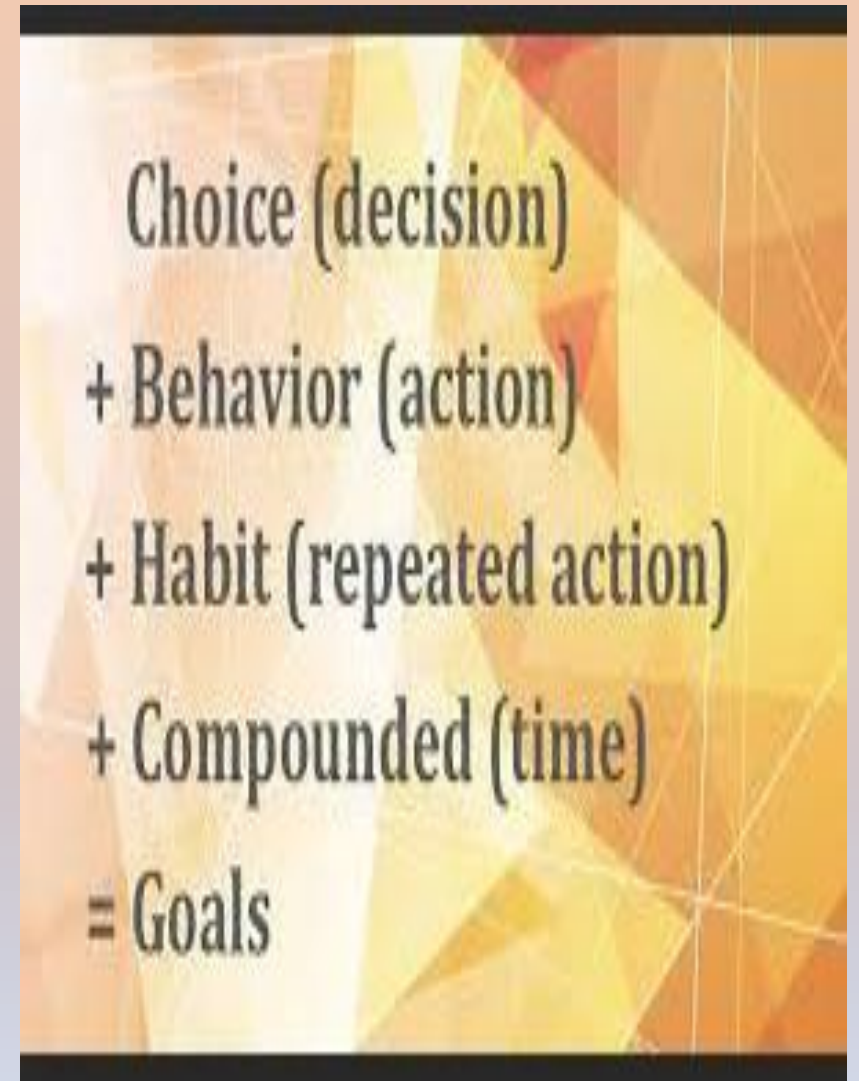 Choice (decision)
+ Behavior (action)
+ Habit (repeated action)
+ Compounded (time)
= Goals